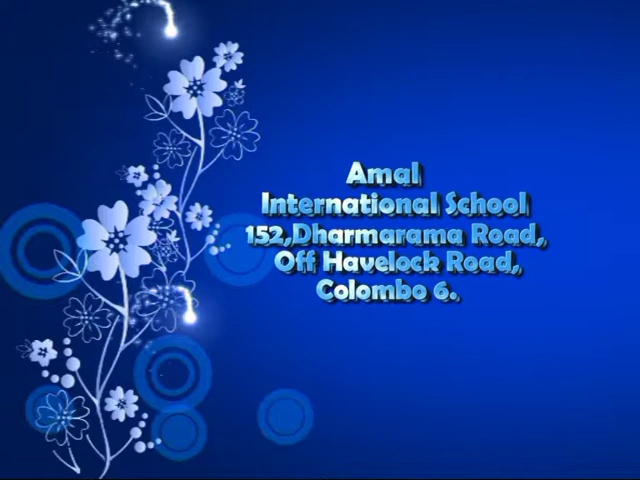 Amal
International School
152,Dharmarama Road,
Off Havelock Road,
Colombo 6.